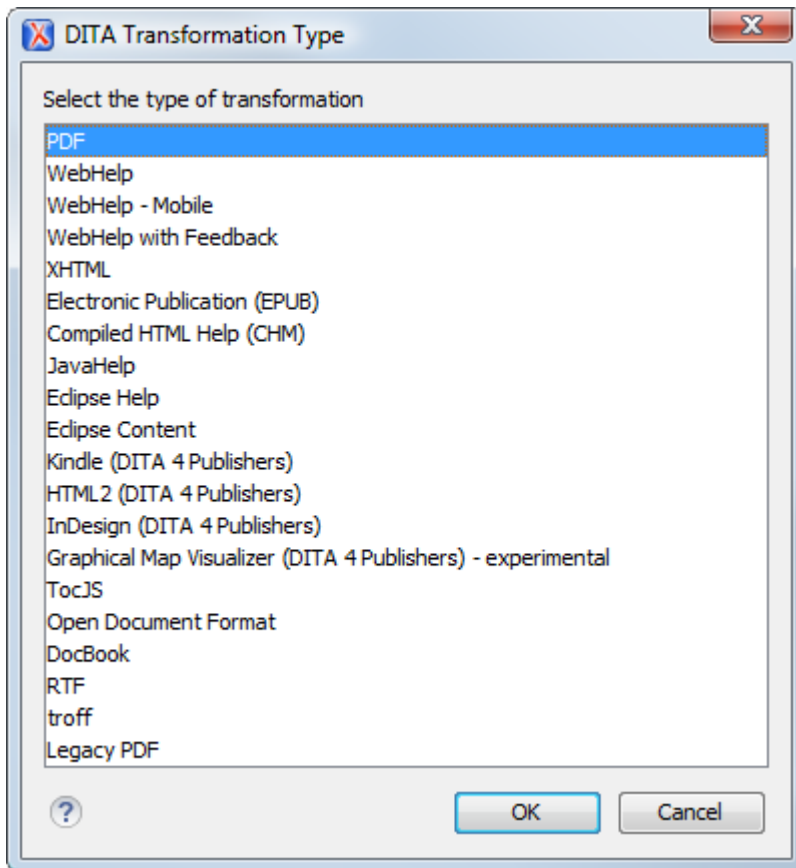 DITA Transformation Type
Select the type of transformation
PDF
WebHelp
WebHelp - Mobile
WebHelp with Feedback
XHTML
Electronic Publication (EPUB)
Compiled HTML Help (CHM)
JavaHelp
Eclipse Help
Eclipse Content
Kindle (DITA 4 Publishers)
HTML2 (DITA 4 Publishers)
InDesign (DITA 4 Publishers)
Graphical Map Visualizer (DITA 4 Publishers) - experimental
TocJS
Open Document Format
DocBook
RTF
troff
Legacy PDF
? OK Cancel